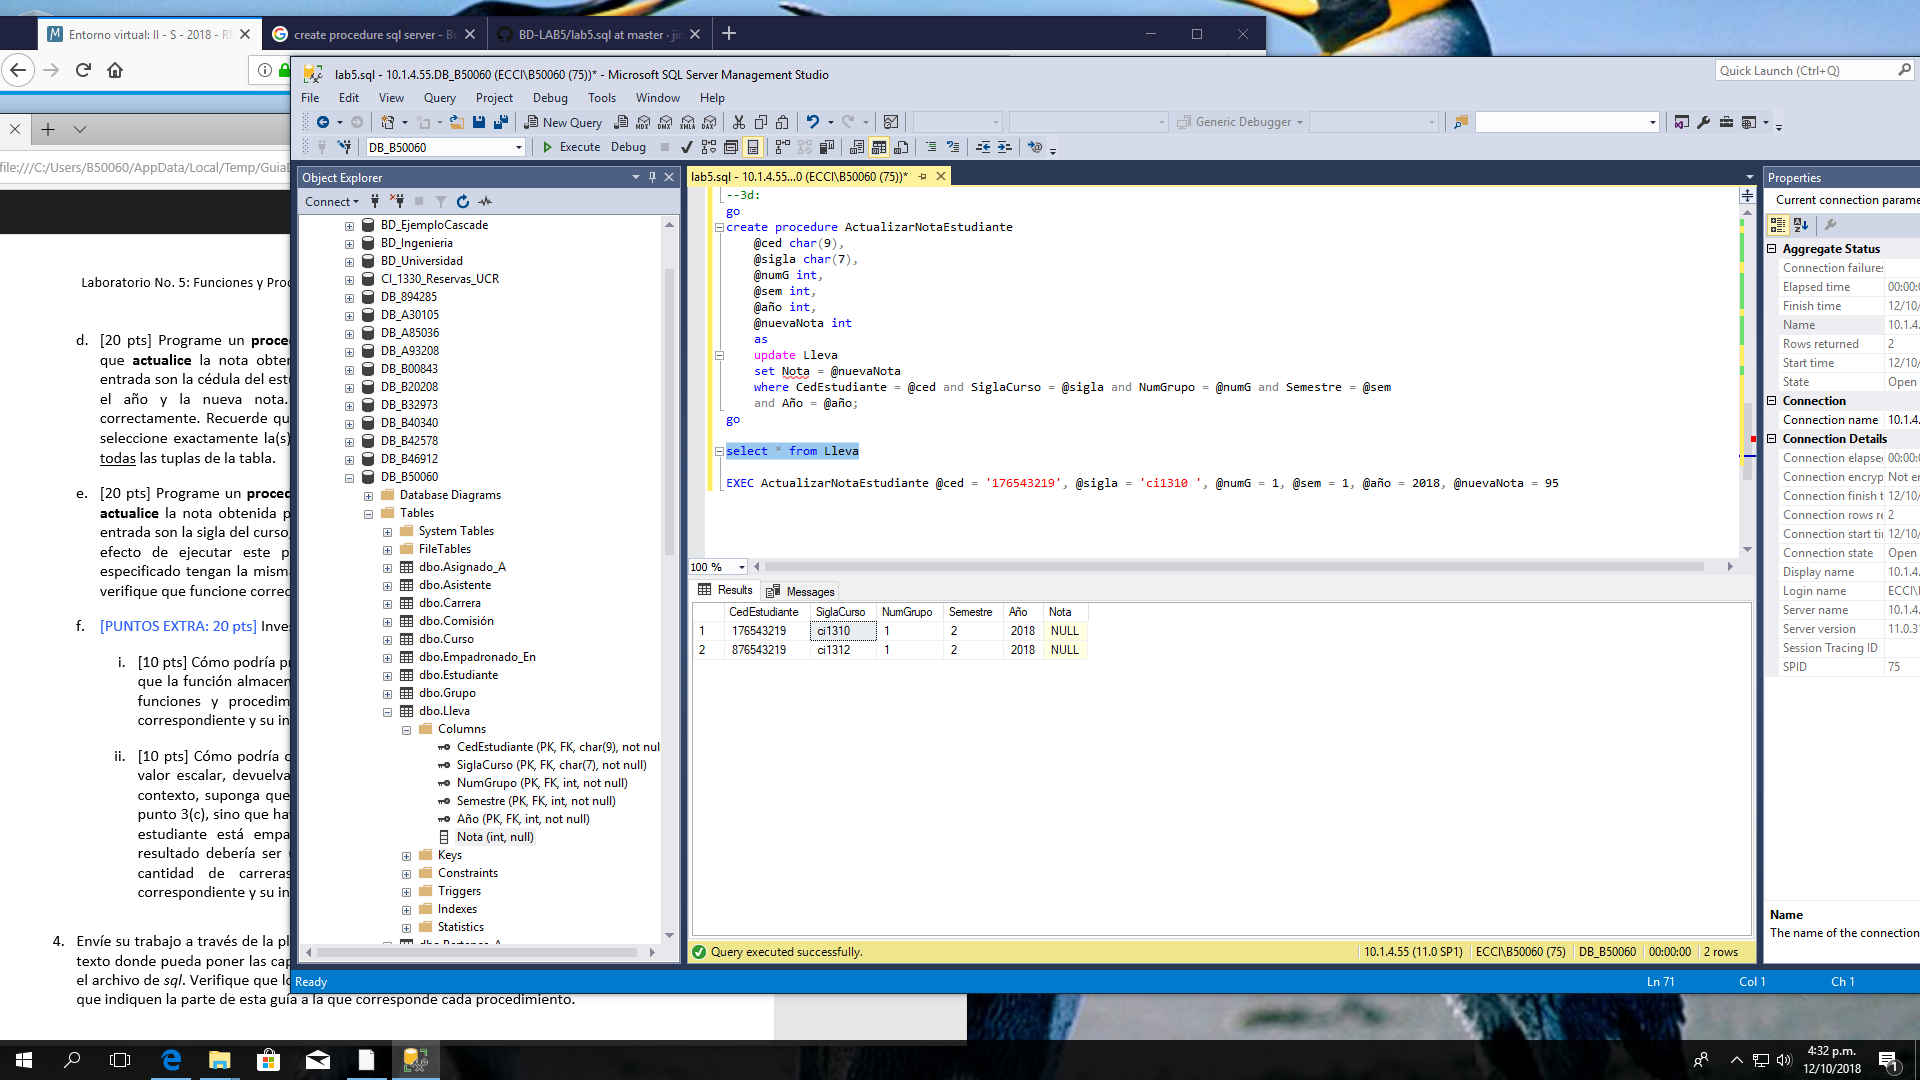 Entorno virtual: II - S - 2018 - RF
create procedure sql server - Bu
BD-LAB5/lab5.sql at master · jim
file:///C:/Users/B50060/AppData/Local/Temp/GuiaL
Laboratorio No. 5: Funciones y Proc
d. [20 pts] Programe un proced
que actualice la nota obten
entrada son la cédula del estu
el año y la nueva nota.
correctamente. Recuerde qu
seleccione exactamente la(s)
todas las tuplas de la tabla.
e. [20 pts] Programe un proced
actualice la nota obtenida p
entrada son la sigla del curso,
efecto de ejecutar este p
especificado tengan la misma
verifique que funcione correc
f. [PUNTOS EXTRA: 20 pts] Inves
i. [10 pts] Cómo podría pr
que la función almacen
funciones y procedim
correspondiente y su in
ii. [10 pts] Cómo podría c
valor escalar, devuelva
contexto, suponga que
punto 3(c), sino que ha
estudiante está empa
resultado debería ser u
cantidad de carreras
correspondiente y su in
4. Envíe su trabajo a través de la pl
texto donde pueda poner las cap
el archivo de sql. Verifique que lo
que indiquen la parte de esta guía a la que corresponde cada procedimiento.
lab5.sql - 10.1.4.55.DB_B50060 (ECCI\B50060 (75))* - Microsoft SQL Server Management Studio
Quick Launch (Ctrl+Q)
File Edit View Query Project Debug Tools Window Help
New Query
MDX DMX XMLA DAX
Generic Debugger
DB_B50060
Execute Debug
Object Explorer
Connect
BD_EjemploCascade
BD_Ingenieria
BD_Universidad
CI_1330_Reservas_UCR
DB_894285
DB_A30105
DB_A85036
DB_A93208
DB_B00843
DB_B20208
DB_B32973
DB_B40340
DB_B42578
DB_B46912
DB_B50060
Database Diagrams
Tables
System Tables
FileTables
dbo.Asignado_A
dbo.Asistente
dbo.Carrera
dbo.Comisión
dbo.Curso
dbo.Empadronado_En
dbo.Estudiante
dbo.Grupo
dbo.Lleva
Columns
CedEstudiante (PK, FK, char(9), not nul
SiglaCurso (PK, FK, char(7), not null)
NumGrupo (PK, FK, int, not null)
Semestre (PK, FK, int, not null)
Año (PK, FK, int, not null)
Nota (int, null)
Keys
Constraints
Triggers
Indexes
Statistics
lab5.sql - 10.1.4.55...0 (ECCI\B50060 (75))*
--3d:
go
create procedure ActualizarNotaEstudiante
@ced char(9),
@sigla char(7),
@numG int,
@sem int,
@año int,
@nuevaNota int
as
update Lleva
set Nota = @nuevaNota
where CedEstudiante = @ced and SiglaCurso = @sigla and NumGrupo = @numG and Semestre = @sem
and Año = @año;
go
select * from Lleva
EXEC ActualizarNotaEstudiante @ced = '176543219', @sigla = 'ci1310 ', @numG = 1, @sem = 1, @año = 2018, @nuevaNota = 95
100 %
Results Messages
CedEstudiante SiglaCurso NumGrupo Semestre Año Nota
1 176543219 ci1310 1 2 2018 NULL
2 876543219 ci1312 1 2 2018 NULL
Query executed successfully.
10.1.4.55 (11.0 SP1) ECCI\B50060 (75) DB_B50060 00:00:00 2 rows
Properties
Current connection parame
Aggregate Status
Connection failures
Elapsed time 00:00:0
Finish time 12/10/
Name 10.1.4.
Rows returned 2
Start time 12/10/
State Open
Connection
Connection name 10.1.4.
Connection Details
Connection elapsed 00:00:0
Connection encryp Not en
Connection finish t 12/10/
Connection rows re 2
Connection start ti 12/10/
Connection state Open
Display name 10.1.4.
Login name ECCI\
Server name 10.1.4.
Server version 11.0.31
Session Tracing ID
SPID 75
Name
The name of the connection
Ready
Ln 71 Col 1 Ch 1
4:32 p.m.
12/10/2018
1